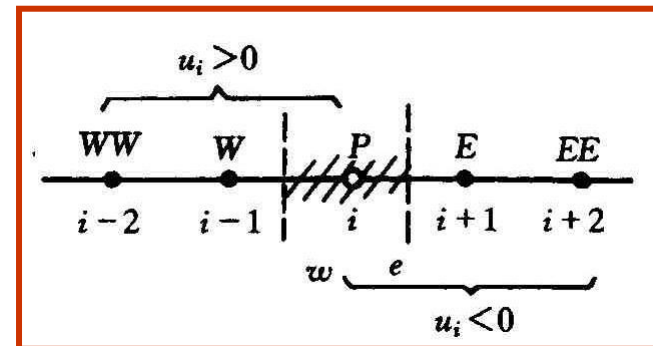 u_i > 0
WW W P E EE
i−2 i−1 i i+1 i+2
w e
u_i < 0